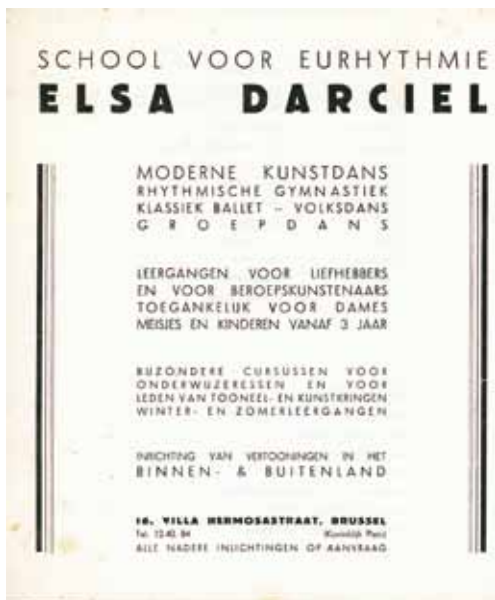 SCHOOL VOOR EURHYTHMIE
ELSA DARCIEL
MODERNE KUNSTDANS
RHYTHMISCHE GYMNASTIEK
KLASSIEK BALLET – VOLKSDANS
GROEPDANS
LEERGANGEN VOOR LIEFHEBBERS
EN VOOR BEROEPSKUNSTENAARS
TOEGANKELIJK VOOR DAMES
MEISJES EN KINDEREN VANAF 3 JAAR
BIJZONDERE CURSUSSEN VOOR
ONDERWIJZERESSEN EN VOOR
LEDEN VAN TOONEEL- EN KUNSTKRINGEN
WINTER- EN ZOMERLEERGANGEN
INRICHTING VAN VERTOONINGEN IN HET
BINNEN- & BUITENLAND
16, VILLA HERMOSASTRAAT, BRUSSEL
Tel. 12.40. 84 (Koninklijk Plein)
ALLE NADERE INLICHTINGEN OP AANVRAAG